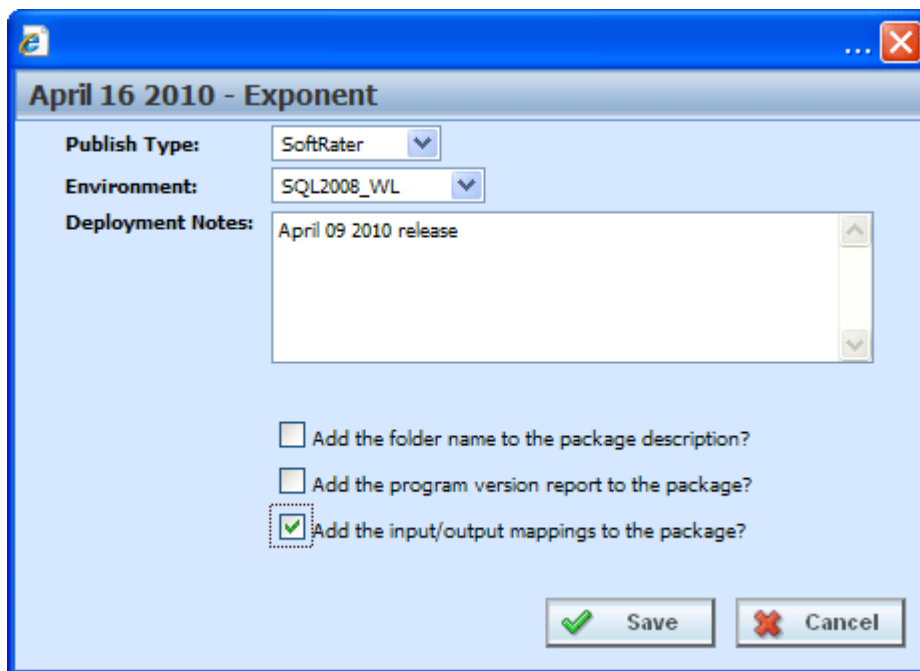 ...
April 16 2010 - Exponent
Publish Type: SoftRater
Environment: SQL2008_WL
Deployment Notes: April 09 2010 release
Add the folder name to the package description?
Add the program version report to the package?
Add the input/output mappings to the package?
Save Cancel